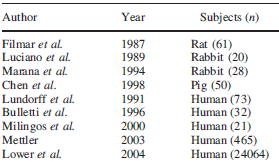 Author Year Subjects (n)
Filmar et al. 1987 Rat (61)
Luciano et al. 1989 Rabbit (20)
Marana et al. 1994 Rabbit (28)
Chen et al. 1998 Pig (50)
Lundorff et al. 1991 Human (73)
Bulletti et al. 1996 Human (32)
Milingos et al. 2000 Human (21)
Mettler 2003 Human (465)
Lower et al. 2004 Human (24064)